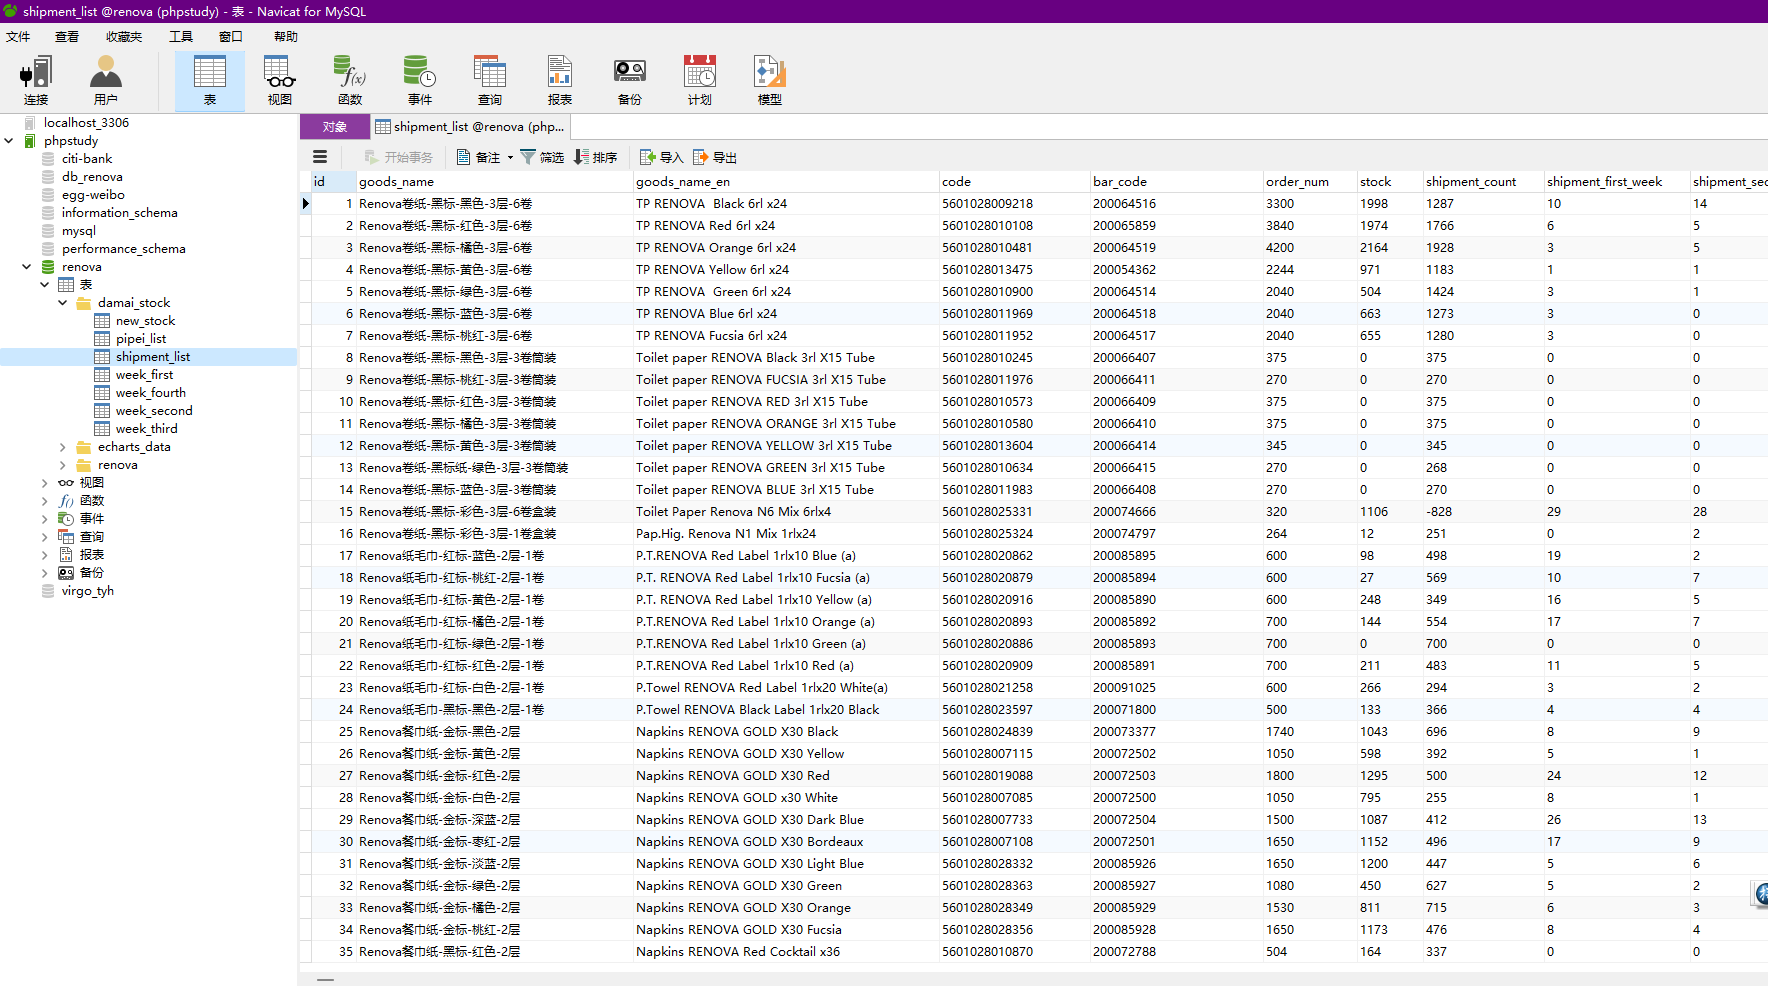 shipment_list @renova (phpstudy) - 表 - Navicat for MySQL
文件 查看 收藏夹 工具 窗口 帮助
连接 用户 表 视图 函数 事件 查询 报表 备份 计划 模型
localhost_3306
phpstudy
citi-bank
db_renova
egg-weibo
information_schema
mysql
performance_schema
renova
表
damai_stock
new_stock
pipei_list
shipment_list
week_first
week_fourth
week_second
week_third
echarts_data
renova
视图
函数
事件
查询
报表
备份
virgo_tyh
对象 shipment_list @renova (php...
开始事务 备注 筛选 排序 导入 导出
id goods_name goods_name_en code bar_code order_num stock shipment_count shipment_first_week shipment_sec
1 Renova卷纸-黑标-黑色-3层-6卷 TP RENOVA  Black 6rl x24 5601028009218 200064516 3300 1998 1287 10 14
2 Renova卷纸-黑标-红色-3层-6卷 TP RENOVA Red 6rl x24 5601028010108 200065859 3840 1974 1766 6 5
3 Renova卷纸-黑标-橘色-3层-6卷 TP RENOVA Orange 6rl x24 5601028010481 200064519 4200 2164 1928 3 5
4 Renova卷纸-黑标-黄色-3层-6卷 TP RENOVA Yellow 6rl x24 5601028013475 200054362 2244 971 1183 1 1
5 Renova卷纸-黑标-绿色-3层-6卷 TP RENOVA  Green 6rl x24 5601028010900 200064514 2040 504 1424 3 1
6 Renova卷纸-黑标-蓝色-3层-6卷 TP RENOVA Blue 6rl x24 5601028011969 200064518 2040 663 1273 3 0
7 Renova卷纸-黑标-桃红-3层-6卷 TP RENOVA Fucsia 6rl x24 5601028011952 200064517 2040 655 1280 3 0
8 Renova卷纸-黑标-黑色-3层-3卷筒装 Toilet paper RENOVA Black 3rl X15 Tube 5601028010245 200066407 375 0 375 0 0
9 Renova卷纸-黑标-桃红-3层-3卷筒装 Toilet paper RENOVA FUCSIA 3rl X15 Tube 5601028011976 200066411 270 0 270 0 0
10 Renova卷纸-黑标-红色-3层-3卷筒装 Toilet paper RENOVA RED 3rl X15 Tube 5601028010573 200066409 375 0 375 0 0
11 Renova卷纸-黑标-橘色-3层-3卷筒装 Toilet paper RENOVA ORANGE 3rl X15 Tube 5601028010580 200066410 375 0 375 0 0
12 Renova卷纸-黑标-黄色-3层-3卷筒装 Toilet paper RENOVA YELLOW 3rl X15 Tube 5601028013604 200066414 345 0 345 0 0
13 Renova卷纸-黑标纸-绿色-3层-3卷筒装 Toilet paper RENOVA GREEN 3rl X15 Tube 5601028010634 200066415 270 0 268 0 0
14 Renova卷纸-黑标-蓝色-3层-3卷筒装 Toilet paper RENOVA BLUE 3rl X15 Tube 5601028011983 200066408 270 0 270 0 0
15 Renova卷纸-黑标-彩色-3层-6卷盒装 Toilet Paper Renova N6 Mix 6rlx4 5601028025331 200074666 320 1106 -828 29 28
16 Renova卷纸-黑标-彩色-3层-1卷盒装 Pap.Hig. Renova N1 Mix 1rlx24 5601028025324 200074797 264 12 251 0 2
17 Renova纸毛巾-红标-蓝色-2层-1卷 P.T.RENOVA Red Label 1rlx10 Blue (a) 5601028020862 200085895 600 98 498 19 2
18 Renova纸毛巾-红标-桃红-2层-1卷 P.T. RENOVA Red Label 1rlx10 Fucsia (a) 5601028020879 200085894 600 27 569 10 7
19 Renova纸毛巾-红标-黄色-2层-1卷 P.T. RENOVA Red Label 1rlx10 Yellow (a) 5601028020916 200085890 600 248 349 16 5
20 Renova纸毛巾-红标-橘色-2层-1卷 P.T.RENOVA Red Label 1rlx10 Orange (a) 5601028020893 200085892 700 144 554 17 7
21 Renova纸毛巾-红标-绿色-2层-1卷 P.T.RENOVA Red Label 1rlx10 Green (a) 5601028020886 200085893 700 0 700 0 0
22 Renova纸毛巾-红标-红色-2层-1卷 P.T.RENOVA Red Label 1rlx10 Red (a) 5601028020909 200085891 700 211 483 11 5
23 Renova纸毛巾-红标-白色-2层-1卷 P.Towel RENOVA Red Label 1rlx20 White(a) 5601028021258 200091025 600 266 294 3 2
24 Renova纸毛巾-黑标-黑色-2层-1卷 P.Towel RENOVA Black Label 1rlx20 Black 5601028023597 200071800 500 133 366 4 4
25 Renova餐巾纸-金标-黑色-2层 Napkins RENOVA GOLD X30 Black 5601028024839 200073377 1740 1043 696 8 9
26 Renova餐巾纸-金标-黄色-2层 Napkins RENOVA GOLD X30 Yellow 5601028007115 200072502 1050 598 392 5 1
27 Renova餐巾纸-金标-红色-2层 Napkins RENOVA GOLD X30 Red 5601028019088 200072503 1800 1295 500 24 12
28 Renova餐巾纸-金标-白色-2层 Napkins RENOVA GOLD x30 White 5601028007085 200072500 1050 795 255 8 1
29 Renova餐巾纸-金标-深蓝-2层 Napkins RENOVA GOLD X30 Dark Blue 5601028007733 200072504 1500 1087 412 26 13
30 Renova餐巾纸-金标-枣红-2层 Napkins RENOVA GOLD X30 Bordeaux 5601028007108 200072501 1650 1152 496 17 9
31 Renova餐巾纸-金标-淡蓝-2层 Napkins RENOVA GOLD X30 Light Blue 5601028028332 200085926 1650 1200 447 5 6
32 Renova餐巾纸-金标-绿色-2层 Napkins RENOVA GOLD X30 Green 5601028028363 200085927 1080 450 627 5 2
33 Renova餐巾纸-金标-橘色-2层 Napkins RENOVA GOLD X30 Orange 5601028028349 200085929 1530 811 715 6 3
34 Renova餐巾纸-金标-桃红-2层 Napkins RENOVA GOLD X30 Fucsia 5601028028356 200085928 1650 1173 476 8 4
35 Renova餐巾纸-黑标-红色-2层 Napkins RENOVA Red Cocktail x36 5601028010870 200072788 504 164 337 0 0